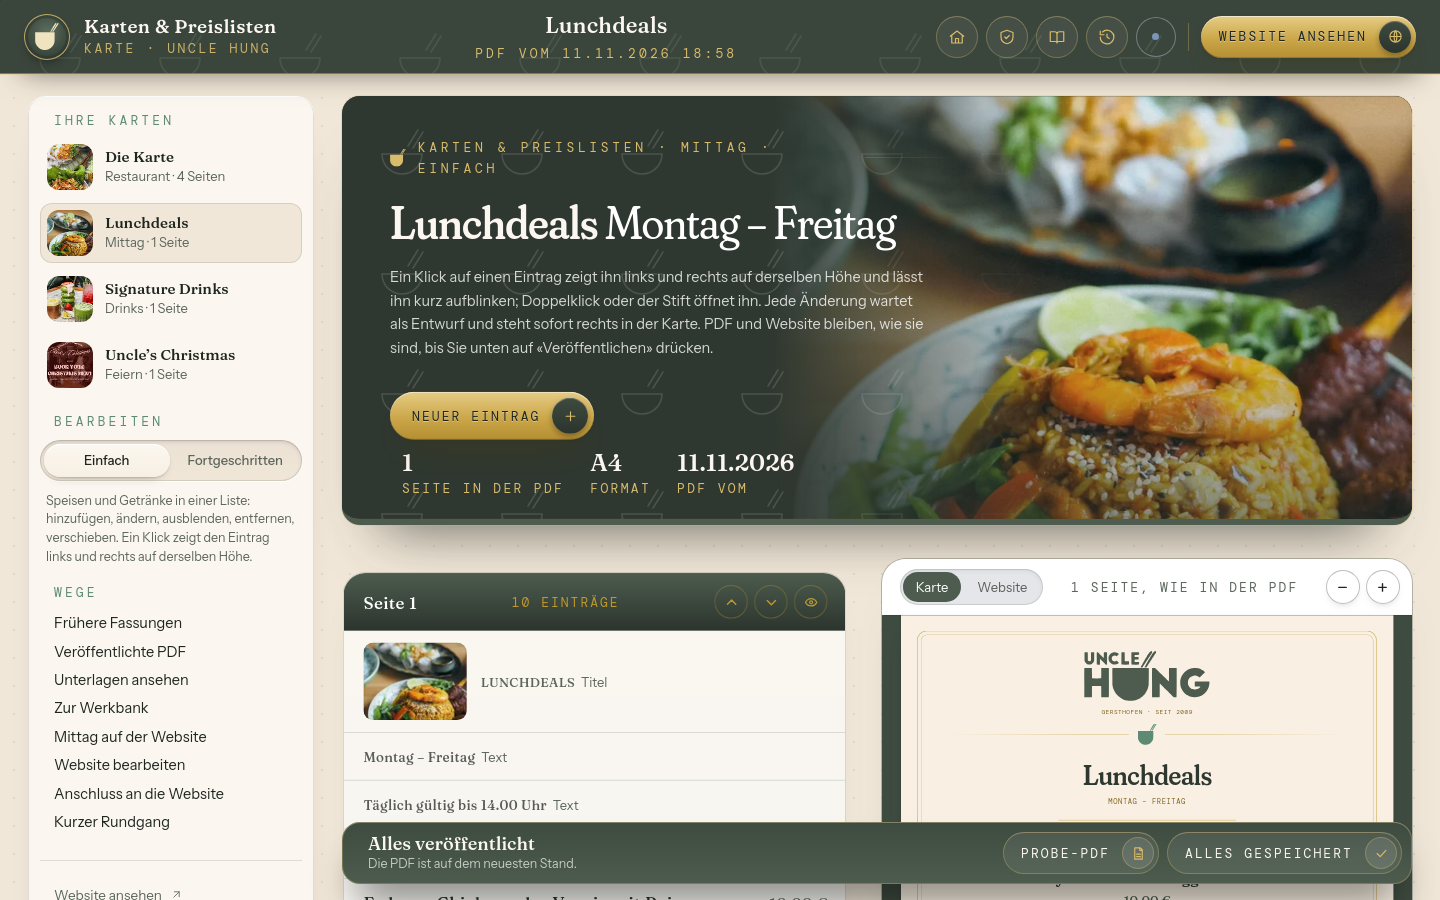 Karten & Preislisten
KARTE · UNCLE HUNG
Lunchdeals
PDF VOM 11.11.2026 18:58
WEBSITE ANSEHEN
IHRE KARTEN
Die Karte
Restaurant · 4 Seiten
Lunchdeals
Mittag · 1 Seite
Signature Drinks
Drinks · 1 Seite
Uncle’s Christmas
Feiern · 1 Seite
BEARBEITEN
Einfach
Fortgeschritten
Speisen und Getränke in einer Liste:
hinzufügen, ändern, ausblenden, entfernen,
verschieben. Ein Klick zeigt den Eintrag
links und rechts auf derselben Höhe.
WEGE
Frühere Fassungen
Veröffentlichte PDF
Unterlagen ansehen
Zur Werkbank
Mittag auf der Website
Website bearbeiten
Anschluss an die Website
Kurzer Rundgang
Website ansehen
KARTEN & PREISLISTEN · MITTAG ·
EINFACH
Lunchdeals Montag – Freitag
Ein Klick auf einen Eintrag zeigt ihn links und rechts auf derselben Höhe und lässt
ihn kurz aufblinken; Doppelklick oder der Stift öffnet ihn. Jede Änderung wartet
als Entwurf und steht sofort rechts in der Karte. PDF und Website bleiben, wie sie
sind, bis Sie unten auf «Veröffentlichen» drücken.
NEUER EINTRAG
1
SEITE IN DER PDF
A4
FORMAT
11.11.2026
PDF VOM
Seite 1
10 EINTRÄGE
LUNCHDEALS Titel
Montag – Freitag Text
Täglich gültig bis 14.00 Uhr Text
Karte
Website
1 SEITE, WIE IN DER PDF
UNCLE
HUNG
GERSTHOFEN · SEIT 2009
Lunchdeals
MONTAG – FREITAG
Alles veröffentlicht
Die PDF ist auf dem neuesten Stand.
PROBE-PDF
ALLES GESPEICHERT